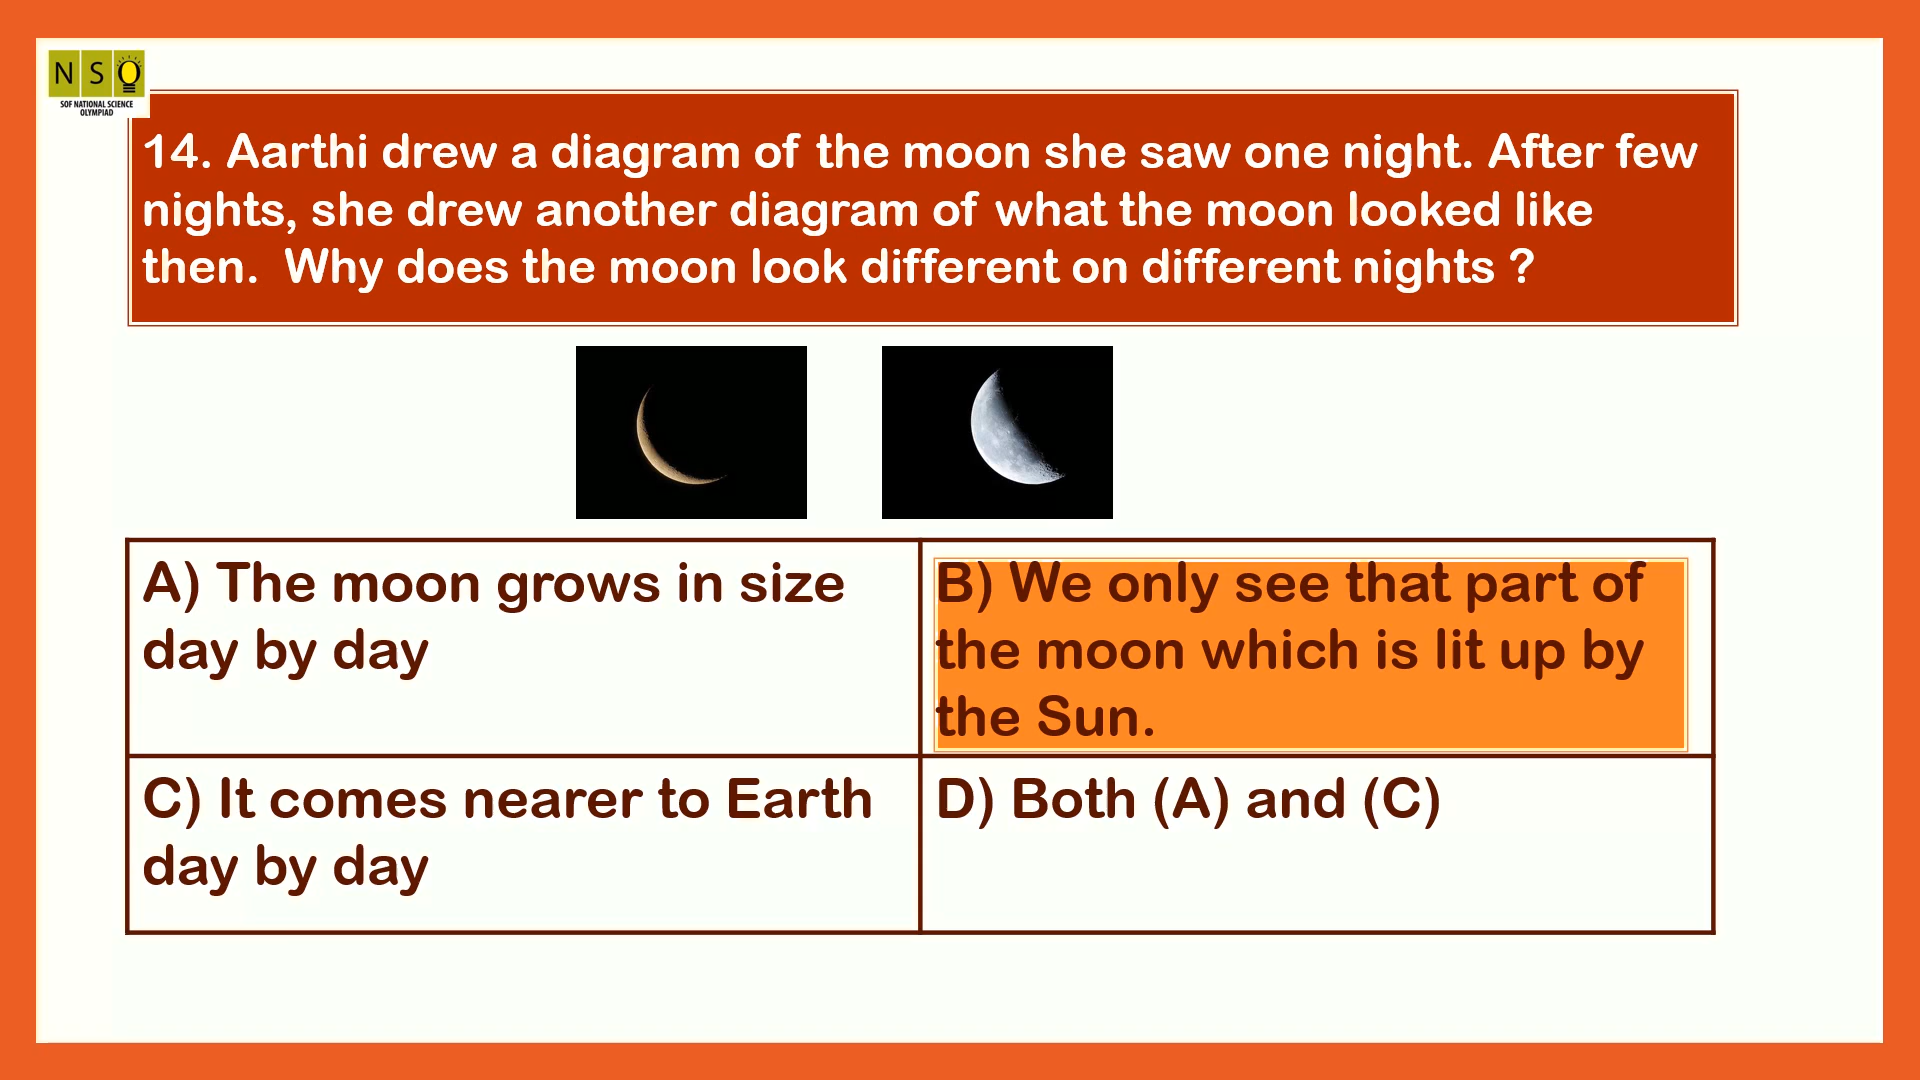 N S O
SOF NATIONAL SCIENCE
OLYMPIAD
14. Aarthi drew a diagram of the moon she saw one night. After few
nights, she drew another diagram of what the moon looked like
then. Why does the moon look different on different nights ?
A) The moon grows in size
day by day
B) We only see that part of
the moon which is lit up by
the Sun.
C) It comes nearer to Earth
day by day
D) Both (A) and (C)